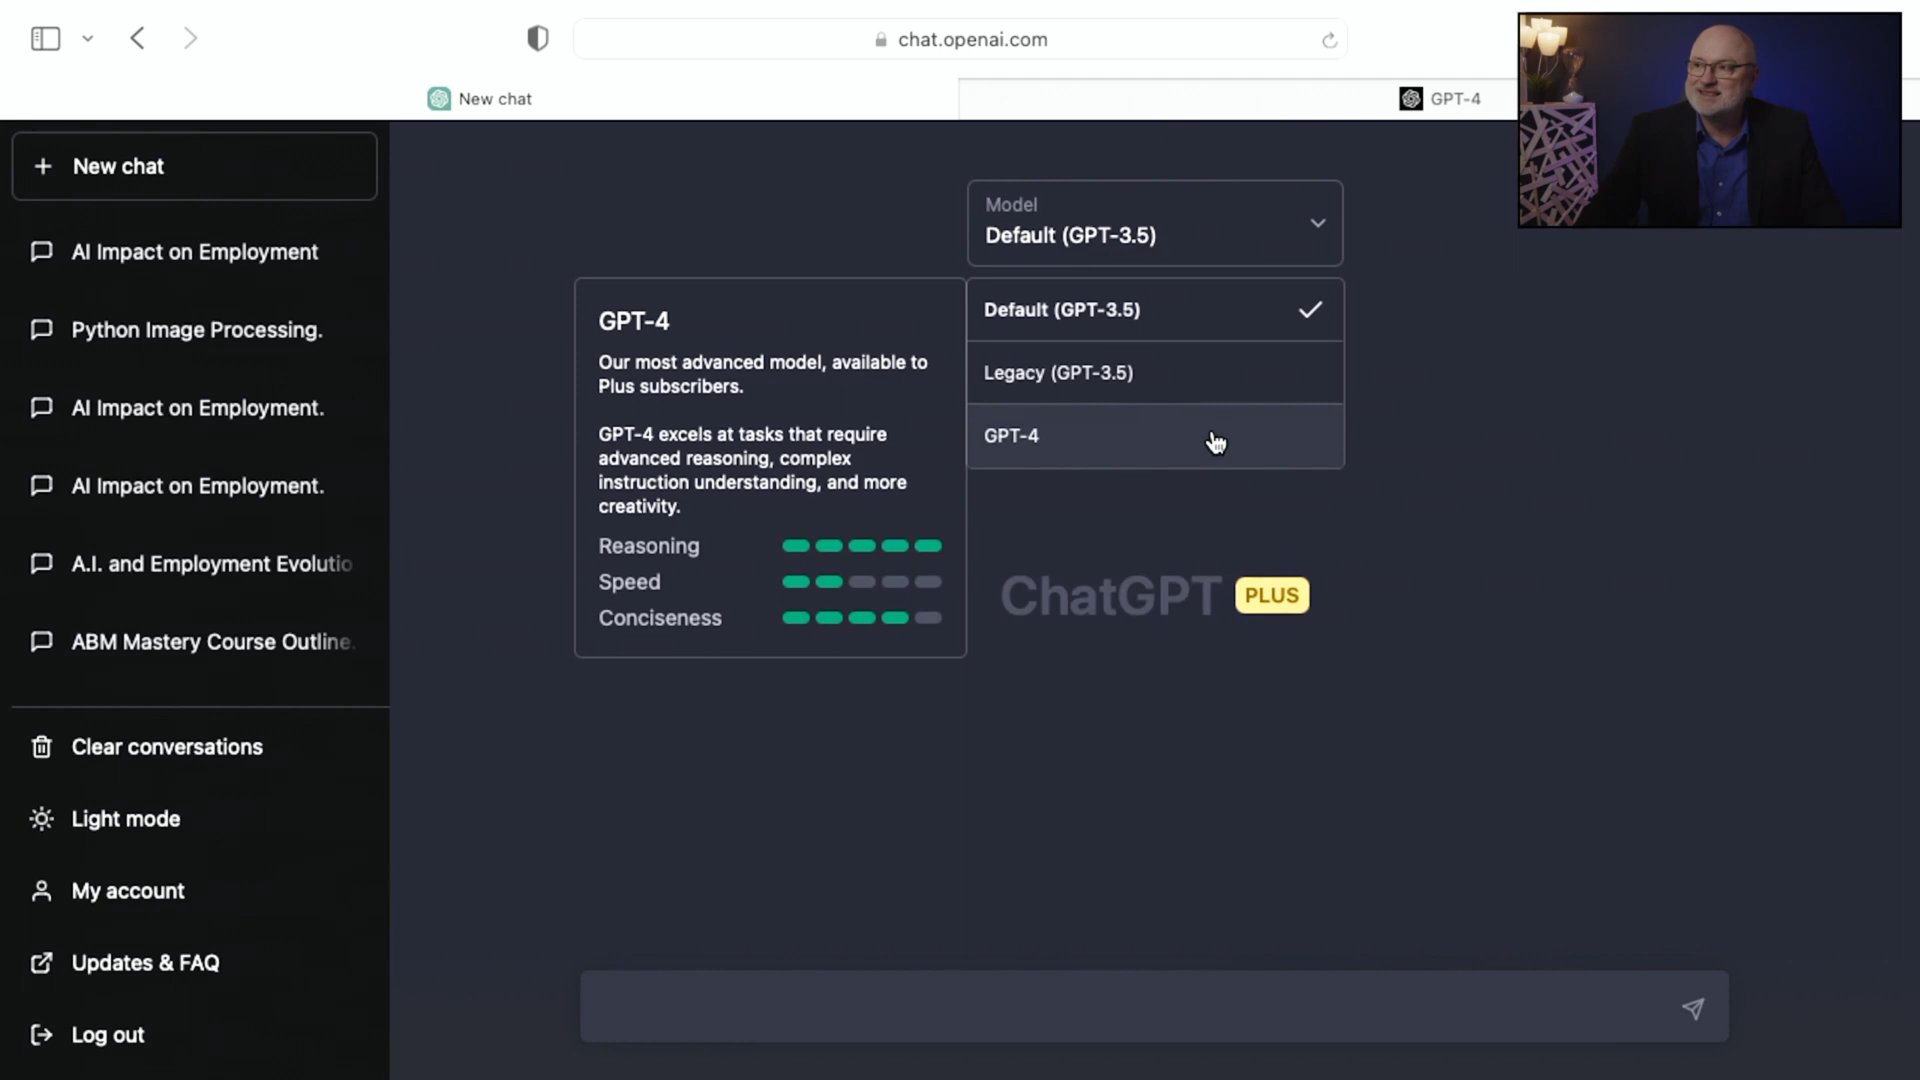 chat.openai.com
New chat
GPT-4
New chat
AI Impact on Employment
Python Image Processing.
AI Impact on Employment.
AI Impact on Employment.
A.I. and Employment Evolutio
ABM Mastery Course Outline.
Clear conversations
Light mode
My account
Updates & FAQ
Log out
Model
Default (GPT-3.5)
Default (GPT-3.5)
Legacy (GPT-3.5)
GPT-4
GPT-4
Our most advanced model, available to
Plus subscribers.
GPT-4 excels at tasks that require
advanced reasoning, complex
instruction understanding, and more
creativity.
Reasoning
Speed
Conciseness
ChatGPT PLUS